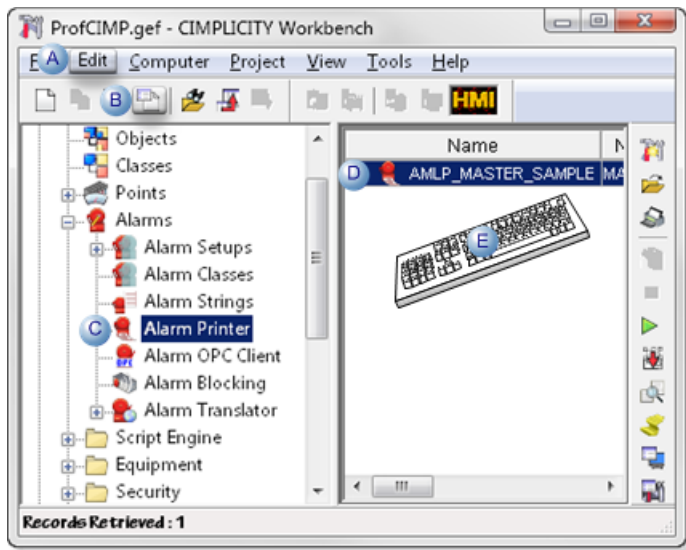 ProfCIMP.gef - CIMPLICITY Workbench
F A Edit Computer Project View Tools Help
B HMI
Objects
Classes
Points
Alarms
Alarm Setups
Alarm Classes
Alarm Strings
C Alarm Printer
OPC Alarm OPC Client
Alarm Blocking
Alarm Translator
Script Engine
Equipment
Security
Name N
D AMLP_MASTER_SAMPLE MA
E
Records Retrieved : 1